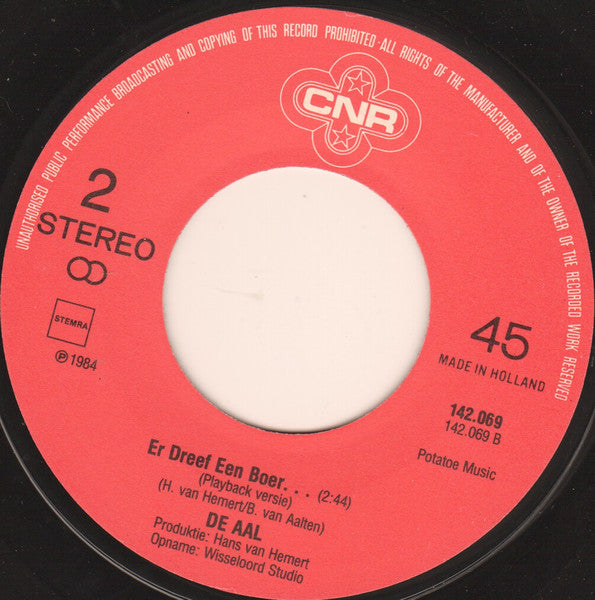 UNAUTHORISED PUBLIC PERFORMANCE BROADCASTING AND COPYING OF THIS RECORD PROHIBITED·ALL RIGHTS OF THE MANUFACTURER AND OF THE OWNER OF THE RECORDED WORK RESERVED
CNR
2
STEREO
STEMRA
℗ 1984
45
MADE IN HOLLAND
142.069
142.069 B
Potatoe Music
Er Dreef Een Boer. . . (2:44)
(Playback versie)
(H. van Hemert/B. van Aalten)
DE AAL
Produktie: Hans van Hemert
Opname: Wisseloord Studio